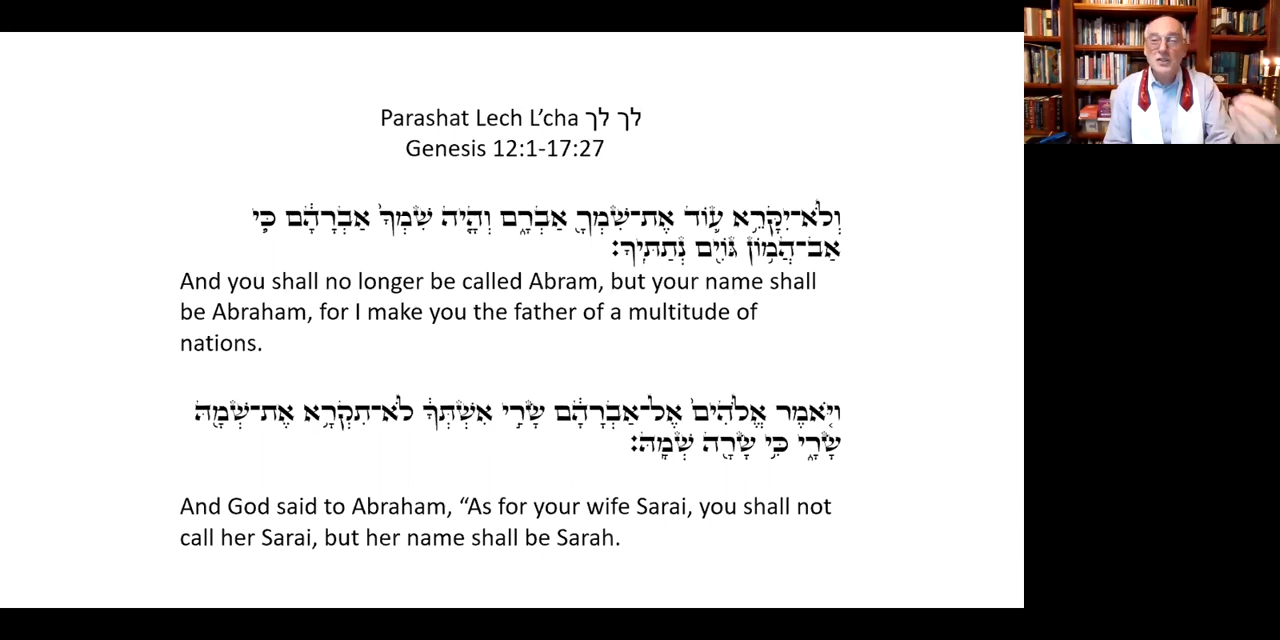 Parashat Lech L’cha לך לך
Genesis 12:1-17:27
וְלֹא־יִקָּרֵ֥א ע֛וֹד אֶת־שִׁמְךָ֖ אַבְרָ֑ם וְהָיָ֤ה שִׁמְךָ֙ אַבְרָהָ֔ם כִּ֛י
אַב־הֲמ֥וֹן גּוֹיִ֖ם נְתַתִּֽיךָ׃
And you shall no longer be called Abram, but your name shall
be Abraham, for I make you the father of a multitude of
nations.
וַיֹּ֤אמֶר אֱלֹהִים֙ אֶל־אַבְרָהָ֔ם שָׂרַ֣י אִשְׁתְּךָ֔ לֹא־תִקְרָ֥א אֶת־שְׁמָ֖הּ
שָׂרָ֑י כִּ֥י שָׂרָ֖ה שְׁמָֽהּ׃
And God said to Abraham, “As for your wife Sarai, you shall not
call her Sarai, but her name shall be Sarah.